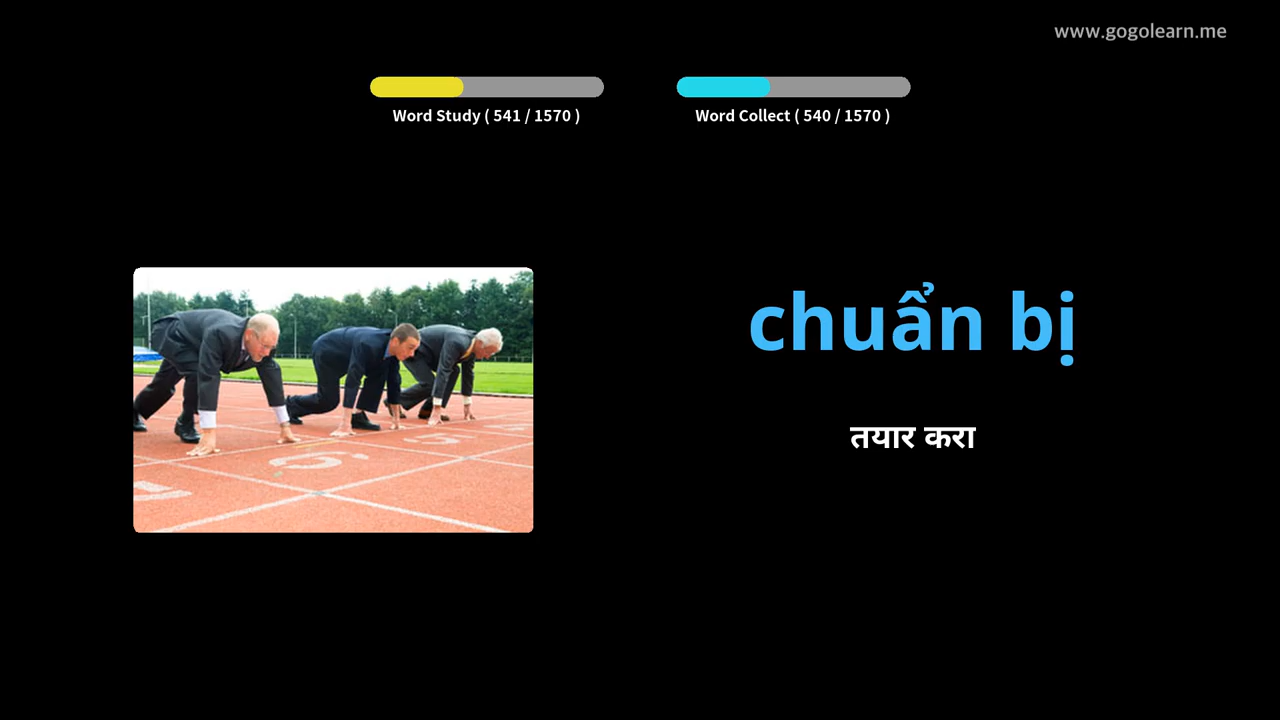 www.gogolearn.me
Word Study ( 541 / 1570 )
Word Collect ( 540 / 1570 )
chuẩn bị
तयार करा